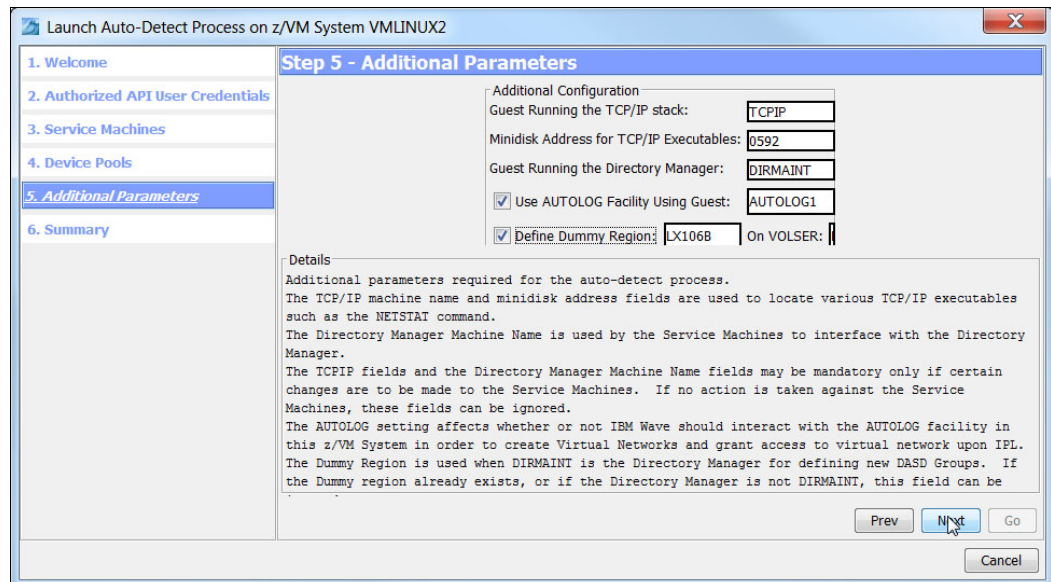 Launch Auto-Detect Process on z/VM System VMLINUX2
1. Welcome
2. Authorized API User Credentials
3. Service Machines
4. Device Pools
5. Additional Parameters
6. Summary
Step 5 - Additional Parameters
Additional Configuration
Guest Running the TCP/IP stack: TCPIP
Minidisk Address for TCP/IP Executables: 0592
Guest Running the Directory Manager: DIRMAINT
Use AUTOLOG Facility Using Guest: AUTOLOG1
Define Dummy Region: LX106B On VOLSER:
Details
Additional parameters required for the auto-detect process.
The TCP/IP machine name and minidisk address fields are used to locate various TCP/IP executables
such as the NETSTAT command.
The Directory Manager Machine Name is used by the Service Machines to interface with the Directory
Manager.
The TCPIP fields and the Directory Manager Machine Name fields may be mandatory only if certain
changes are to be made to the Service Machines.  If no action is taken against the Service
Machines, these fields can be ignored.
The AUTOLOG setting affects whether or not IBM Wave should interact with the AUTOLOG facility in
this z/VM System in order to create Virtual Networks and grant access to virtual network upon IPL.
The Dummy Region is used when DIRMAINT is the Directory Manager for defining new DASD Groups.  If
the Dummy region already exists, or if the Directory Manager is not DIRMAINT, this field can be
Prev Next Go
Cancel